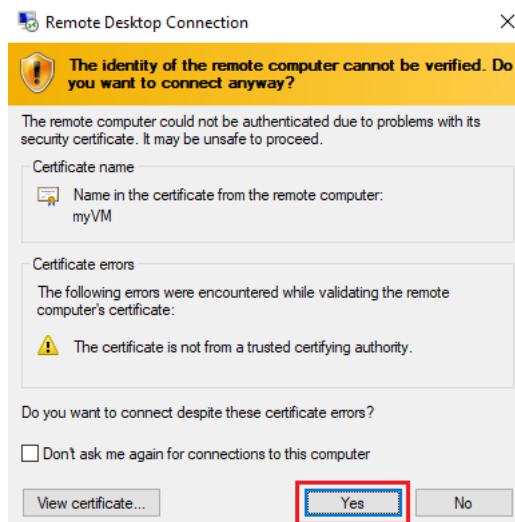 Remote Desktop Connection
The identity of the remote computer cannot be verified. Do
you want to connect anyway?
The remote computer could not be authenticated due to problems with its
security certificate. It may be unsafe to proceed.
Certificate name
Name in the certificate from the remote computer:
myVM
Certificate errors
The following errors were encountered while validating the remote
computer's certificate:
The certificate is not from a trusted certifying authority.
Do you want to connect despite these certificate errors?
Don't ask me again for connections to this computer
View certificate...
Yes
No